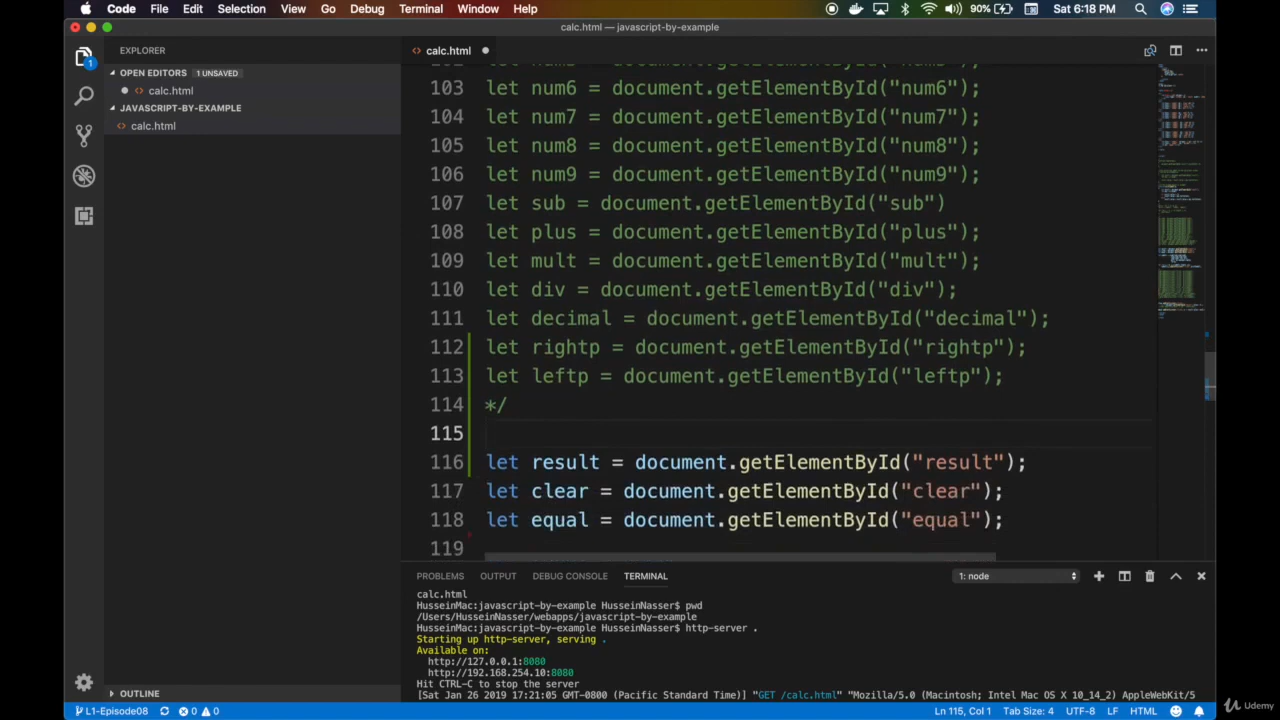 Code File Edit Selection View Go Debug Terminal Window Help 90% Sat 6:18 PM
calc.html — javascript-by-example
EXPLORER
calc.html
OPEN EDITORS 1 UNSAVED
calc.html
JAVASCRIPT-BY-EXAMPLE
calc.html
1
103 let num6 = document.getElementById("num6");
104 let num7 = document.getElementById("num7");
105 let num8 = document.getElementById("num8");
106 let num9 = document.getElementById("num9");
107 let sub = document.getElementById("sub")
108 let plus = document.getElementById("plus");
109 let mult = document.getElementById("mult");
110 let div = document.getElementById("div");
111 let decimal = document.getElementById("decimal");
112 let rightp = document.getElementById("rightp");
113 let leftp = document.getElementById("leftp");
114 */
115
116 let result = document.getElementById("result");
117 let clear = document.getElementById("clear");
118 let equal = document.getElementById("equal");
119
PROBLEMS OUTPUT DEBUG CONSOLE TERMINAL 1: node
calc.html
HusseinMac:javascript-by-example HusseinNasser$ pwd
/Users/HusseinNasser/webapps/javascript-by-example
HusseinMac:javascript-by-example HusseinNasser$ http-server .
Starting up http-server, serving .
Available on:
http://127.0.0.1:8080
http://192.168.254.10:8080
Hit CTRL-C to stop the server
[Sat Jan 26 2019 17:21:05 GMT-0800 (Pacific Standard Time)] "GET /calc.html" "Mozilla/5.0 (Macintosh; Intel Mac OS X 10_14_2) AppleWebKit/5
OUTLINE
L1-Episode08 0 0 Ln 115, Col 1 Tab Size: 4 UTF-8 LF HTML
Udemy